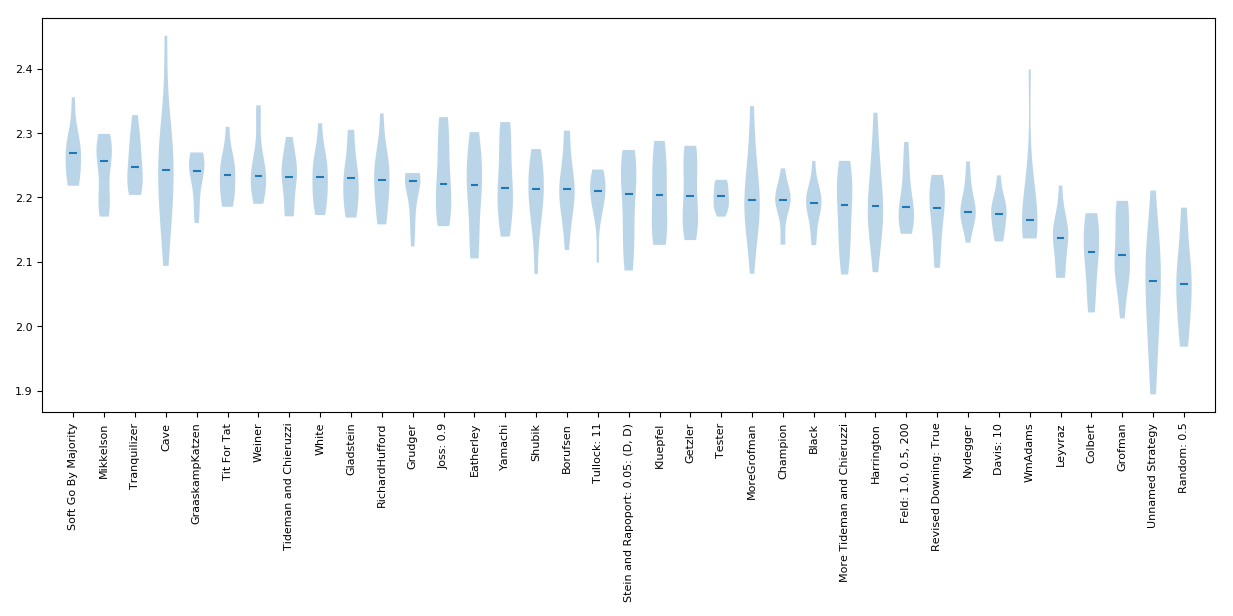 2.4
2.3
2.2
2.1
2.0
1.9
Soft Go By Majority
Mikkelson
Tranquilizer
Cave
GraaskampKatzen
Tit For Tat
Weiner
Tideman and Chieruzzi
White
Gladstein
RichardHufford
Grudger
Joss: 0.9
Eatherley
Yamachi
Shubik
Borufsen
Tullock: 11
Stein and Rapoport: 0.05: (D, D)
Kluepfel
Getzler
Tester
MoreGrofman
Champion
Black
More Tideman and Chieruzzi
Harrington
Feld: 1.0, 0.5, 200
Revised Downing: True
Nydegger
Davis: 10
WmAdams
Leyvraz
Colbert
Grofman
Unnamed Strategy
Random: 0.5